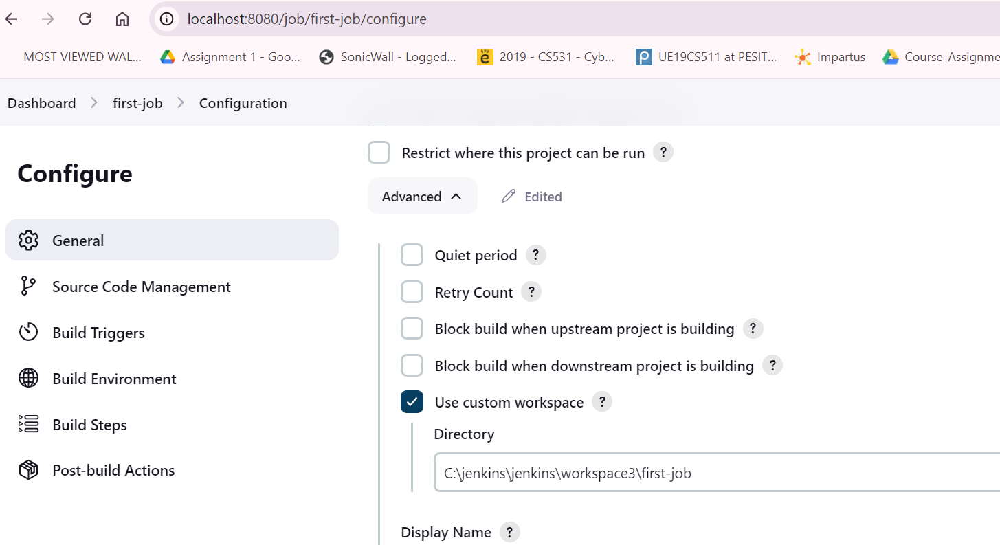 localhost:8080/job/first-job/configure
MOST VIEWED WAL... Assignment 1 - Goo... SonicWall - Logged... ë 2019 - CS531 - Cyb... P UE19CS511 at PESIT... Impartus Course_Assignme
Dashboard > first-job > Configuration
Restrict where this project can be run ?
Configure
Advanced Edited
General
Quiet period ?
Source Code Management
Retry Count ?
Build Triggers
Block build when upstream project is building ?
Build Environment
Block build when downstream project is building ?
Use custom workspace ?
Build Steps
Directory
Post-build Actions
C:\jenkins\jenkins\workspace3\first-job
Display Name ?